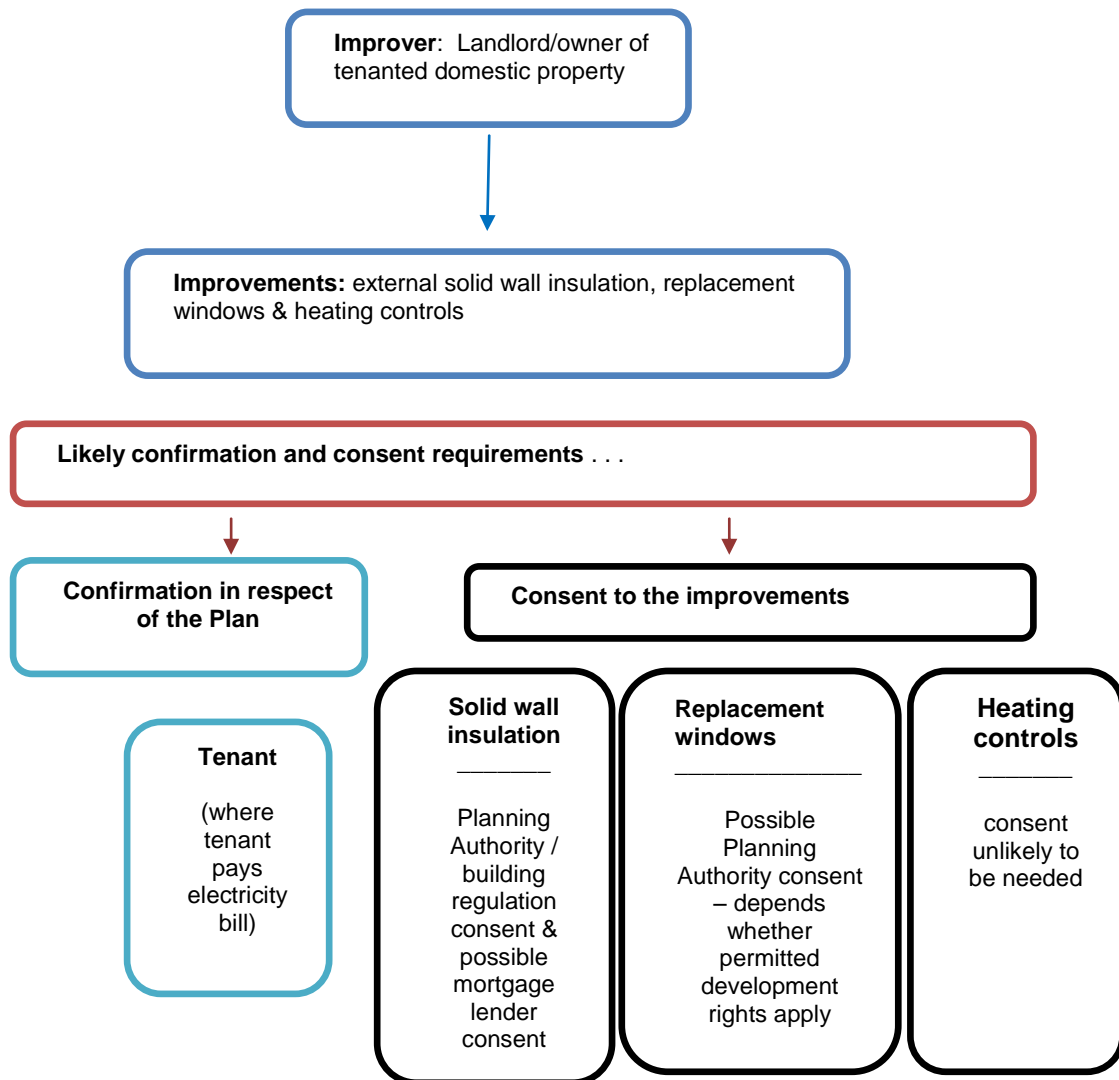 Improver:  Landlord/owner of
tenanted domestic property
Improvements: external solid wall insulation, replacement
windows & heating controls
Likely confirmation and consent requirements . . .
Confirmation in respect
of the Plan
Consent to the improvements
Tenant
(where
tenant
pays
electricity
bill)
Solid wall
insulation
_______
Planning
Authority /
building
regulation
consent &
possible
mortgage
lender
consent
Replacement
windows
______________
Possible
Planning
Authority consent
– depends
whether
permitted
development
rights apply
Heating
controls
_______
consent
unlikely to
be needed